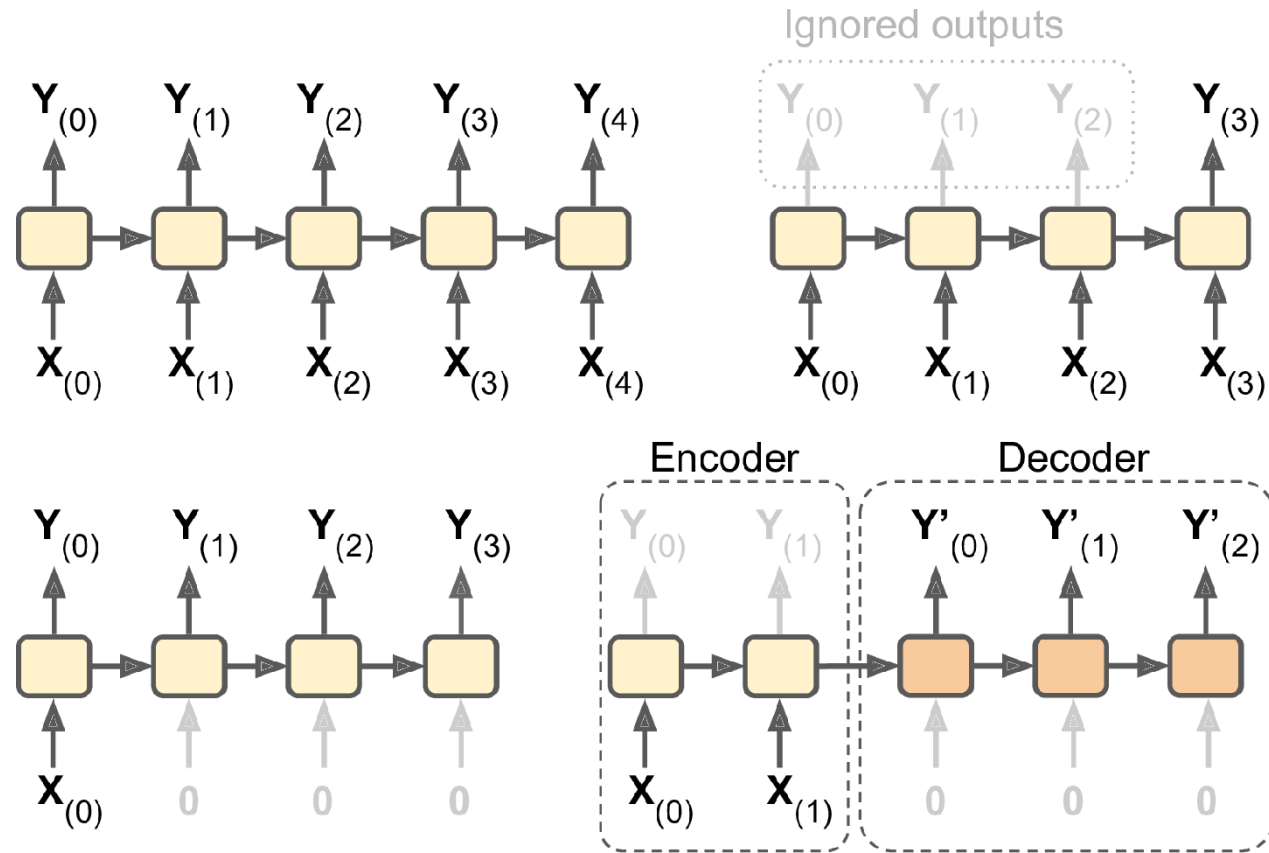 Ignored outputs
Y(0) Y(1) Y(2) Y(3) Y(4)
Y(0) Y(1) Y(2) Y(3)
X(0) X(1) X(2) X(3) X(4)
X(0) X(1) X(2) X(3)
Encoder
Decoder
Y(0) Y(1) Y(2) Y(3)
Y(0) Y(1)
Y'(0) Y'(1) Y'(2)
X(0) 0 0 0
X(0) X(1)
0 0 0